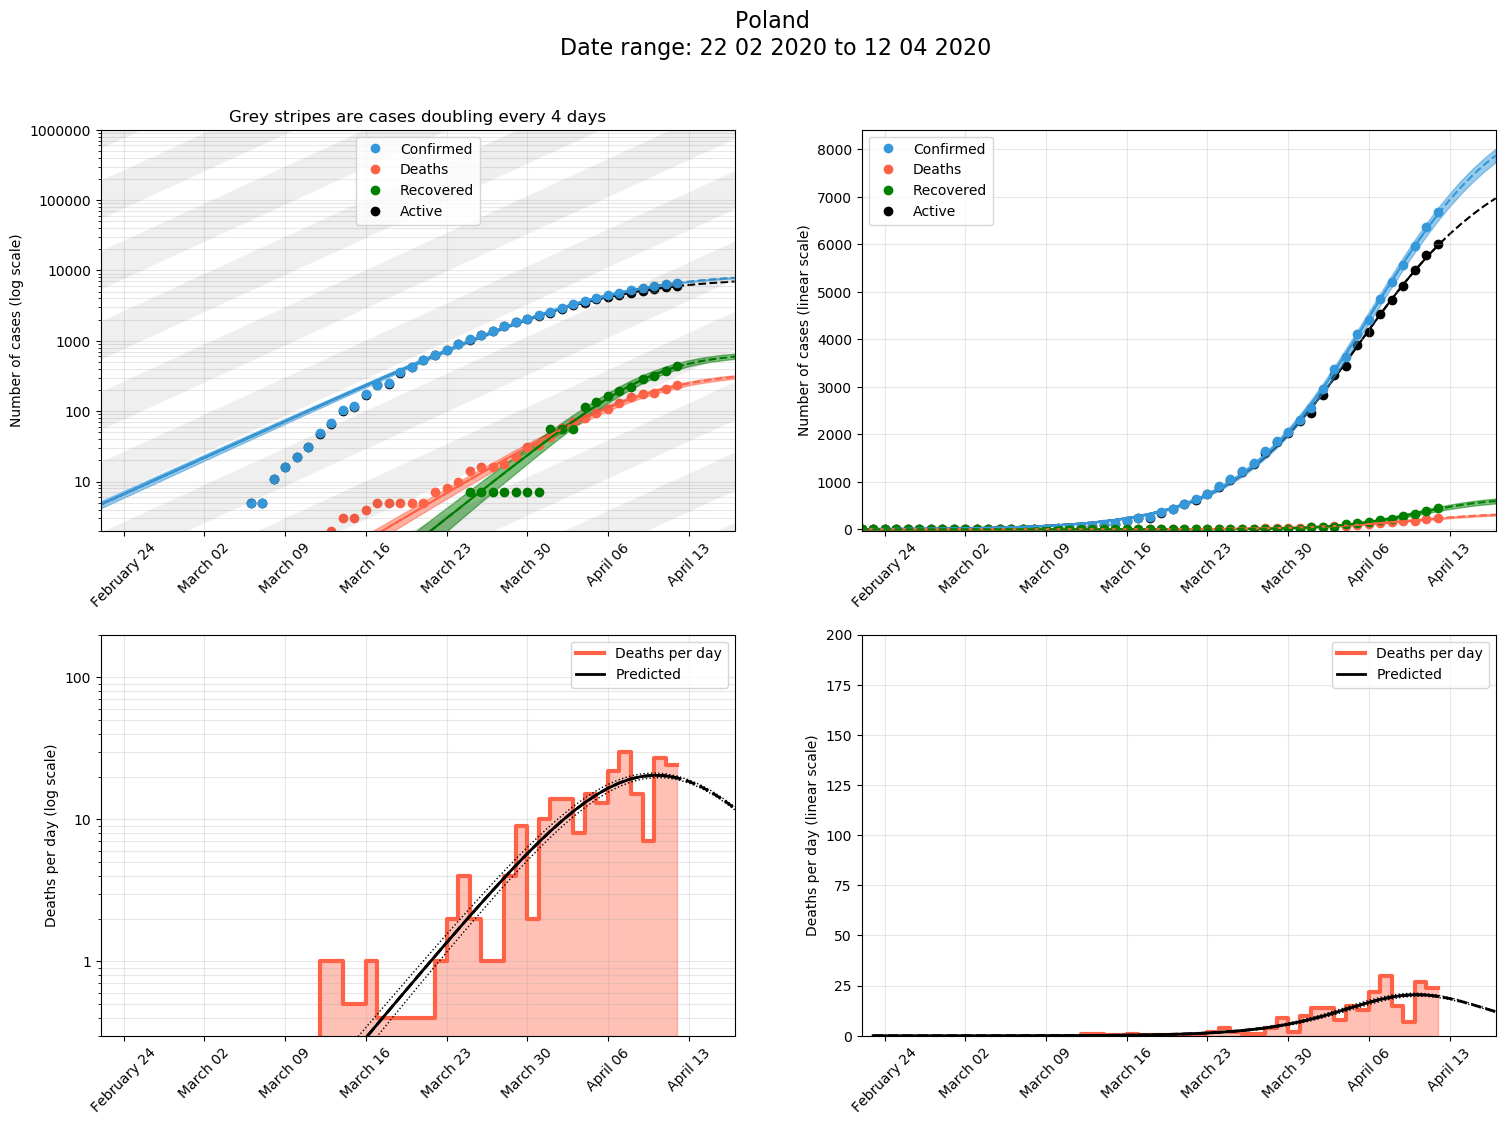 Poland
Date range: 22 02 2020 to 12 04 2020
Grey stripes are cases doubling every 4 days
Number of cases (log scale)
1000000
100000
10000
1000
100
10
Confirmed
Deaths
Recovered
Active
February 24
March 02
March 09
March 16
March 23
March 30
April 06
April 13
Number of cases (linear scale)
8000
7000
6000
5000
4000
3000
2000
1000
0
Confirmed
Deaths
Recovered
Active
February 24
March 02
March 09
March 16
March 23
March 30
April 06
April 13
Deaths per day (log scale)
100
10
1
Deaths per day
Predicted
February 24
March 02
March 09
March 16
March 23
March 30
April 06
April 13
Deaths per day (linear scale)
200
175
150
125
100
75
50
25
0
Deaths per day
Predicted
February 24
March 02
March 09
March 16
March 23
March 30
April 06
April 13